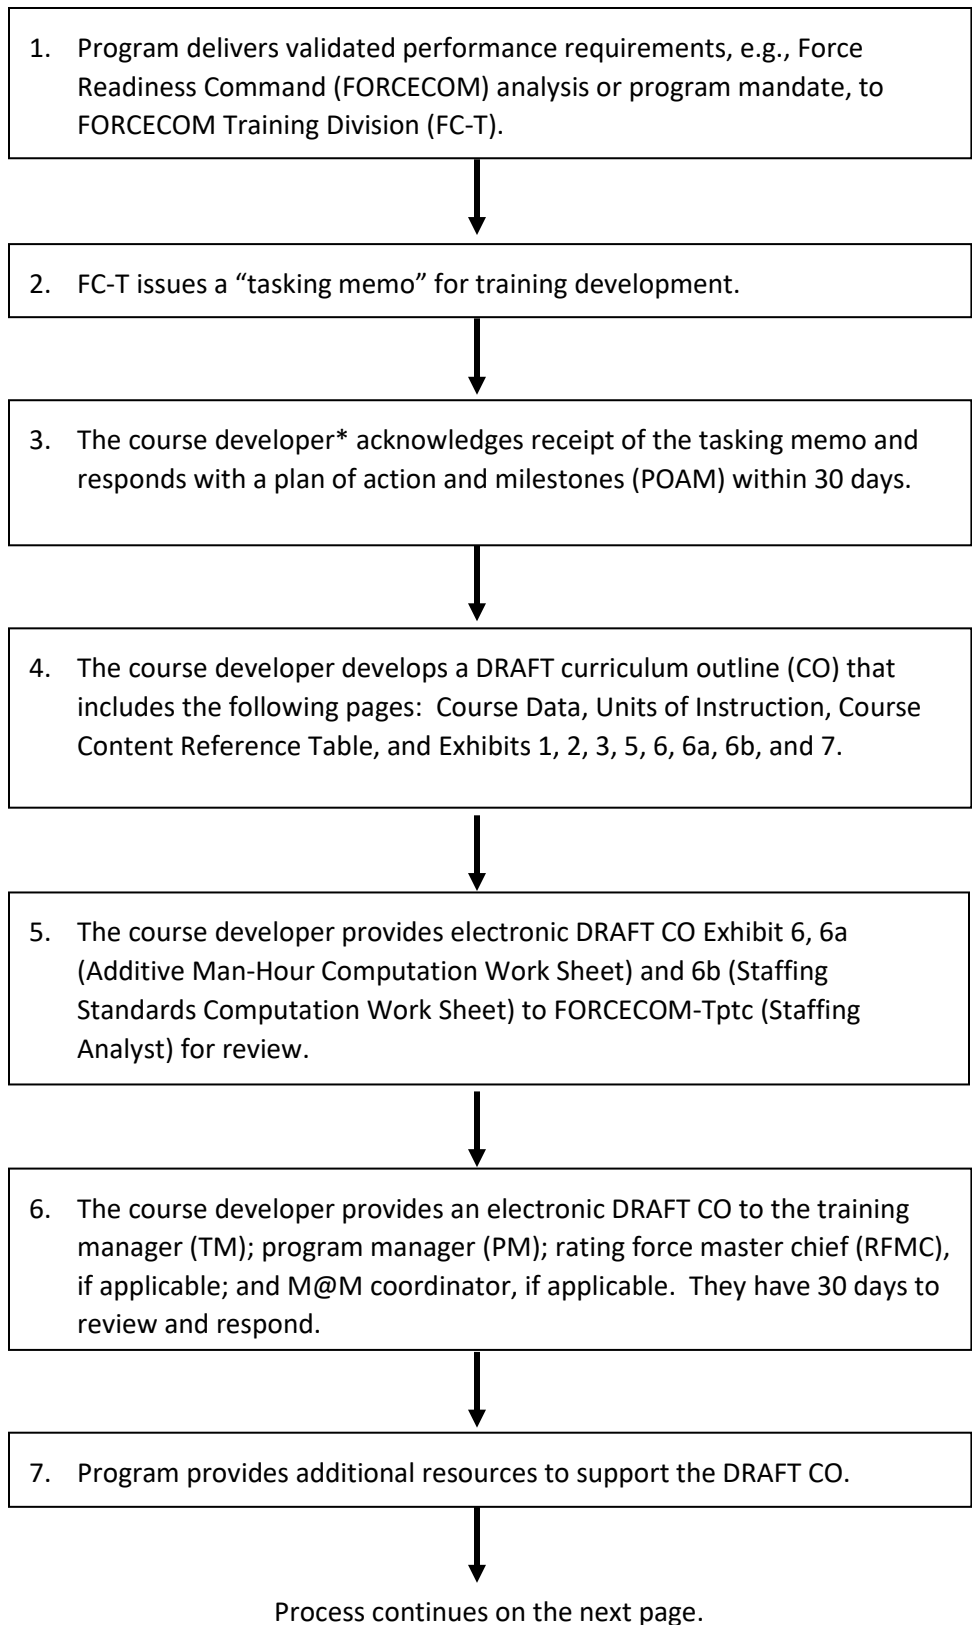 1. Program delivers validated performance requirements, e.g., Force
Readiness Command (FORCECOM) analysis or program mandate, to
FORCECOM Training Division (FC-T).
2. FC-T issues a “tasking memo” for training development.
3. The course developer* acknowledges receipt of the tasking memo and
responds with a plan of action and milestones (POAM) within 30 days.
4. The course developer develops a DRAFT curriculum outline (CO) that
includes the following pages:  Course Data, Units of Instruction, Course
Content Reference Table, and Exhibits 1, 2, 3, 5, 6, 6a, 6b, and 7.
5. The course developer provides electronic DRAFT CO Exhibit 6, 6a
(Additive Man-Hour Computation Work Sheet) and 6b (Staffing
Standards Computation Work Sheet) to FORCECOM-Tptc (Staffing
Analyst) for review.
6. The course developer provides an electronic DRAFT CO to the training
manager (TM); program manager (PM); rating force master chief (RFMC),
if applicable; and M@M coordinator, if applicable.  They have 30 days to
review and respond.
7. Program provides additional resources to support the DRAFT CO.
Process continues on the next page.